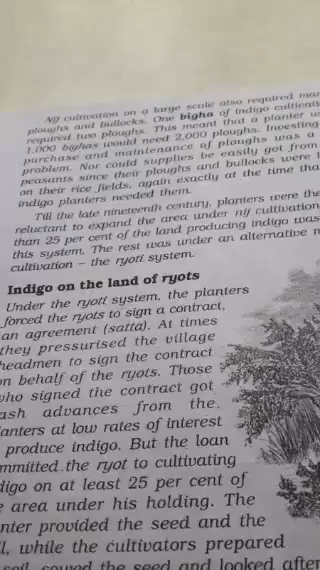 Nij cultivation on a large scale also required many
ploughs and bullocks. One bigha of indigo cultivati
required two ploughs. This meant that a planter w
1,000 bighas would need 2,000 ploughs. Investing
purchase and maintenance of ploughs was a
problem. Nor could supplies be easily got from
peasants since their ploughs and bullocks were
on their rice fields, again exactly at the time tha
indigo planters needed them.
Till the late nineteenth century, planters were the
reluctant to expand the area under nij cultivation
than 25 per cent of the land producing indigo was
this system. The rest was under an alternative
cultivation – the ryoti system.
Indigo on the land of ryots
Under the ryoti system, the planters
forced the ryots to sign a contract,
an agreement (satta). At times
they pressurised the village
headmen to sign the contract
on behalf of the ryots. Those
who signed the contract got
ash advances from the
anters at low rates of interest
produce indigo. But the loan
mmitted the ryot to cultivating
digo on at least 25 per cent of
e area under his holding. The
nter provided the seed and the
l, while the cultivators prepared
soil, sowed the seed and looked after